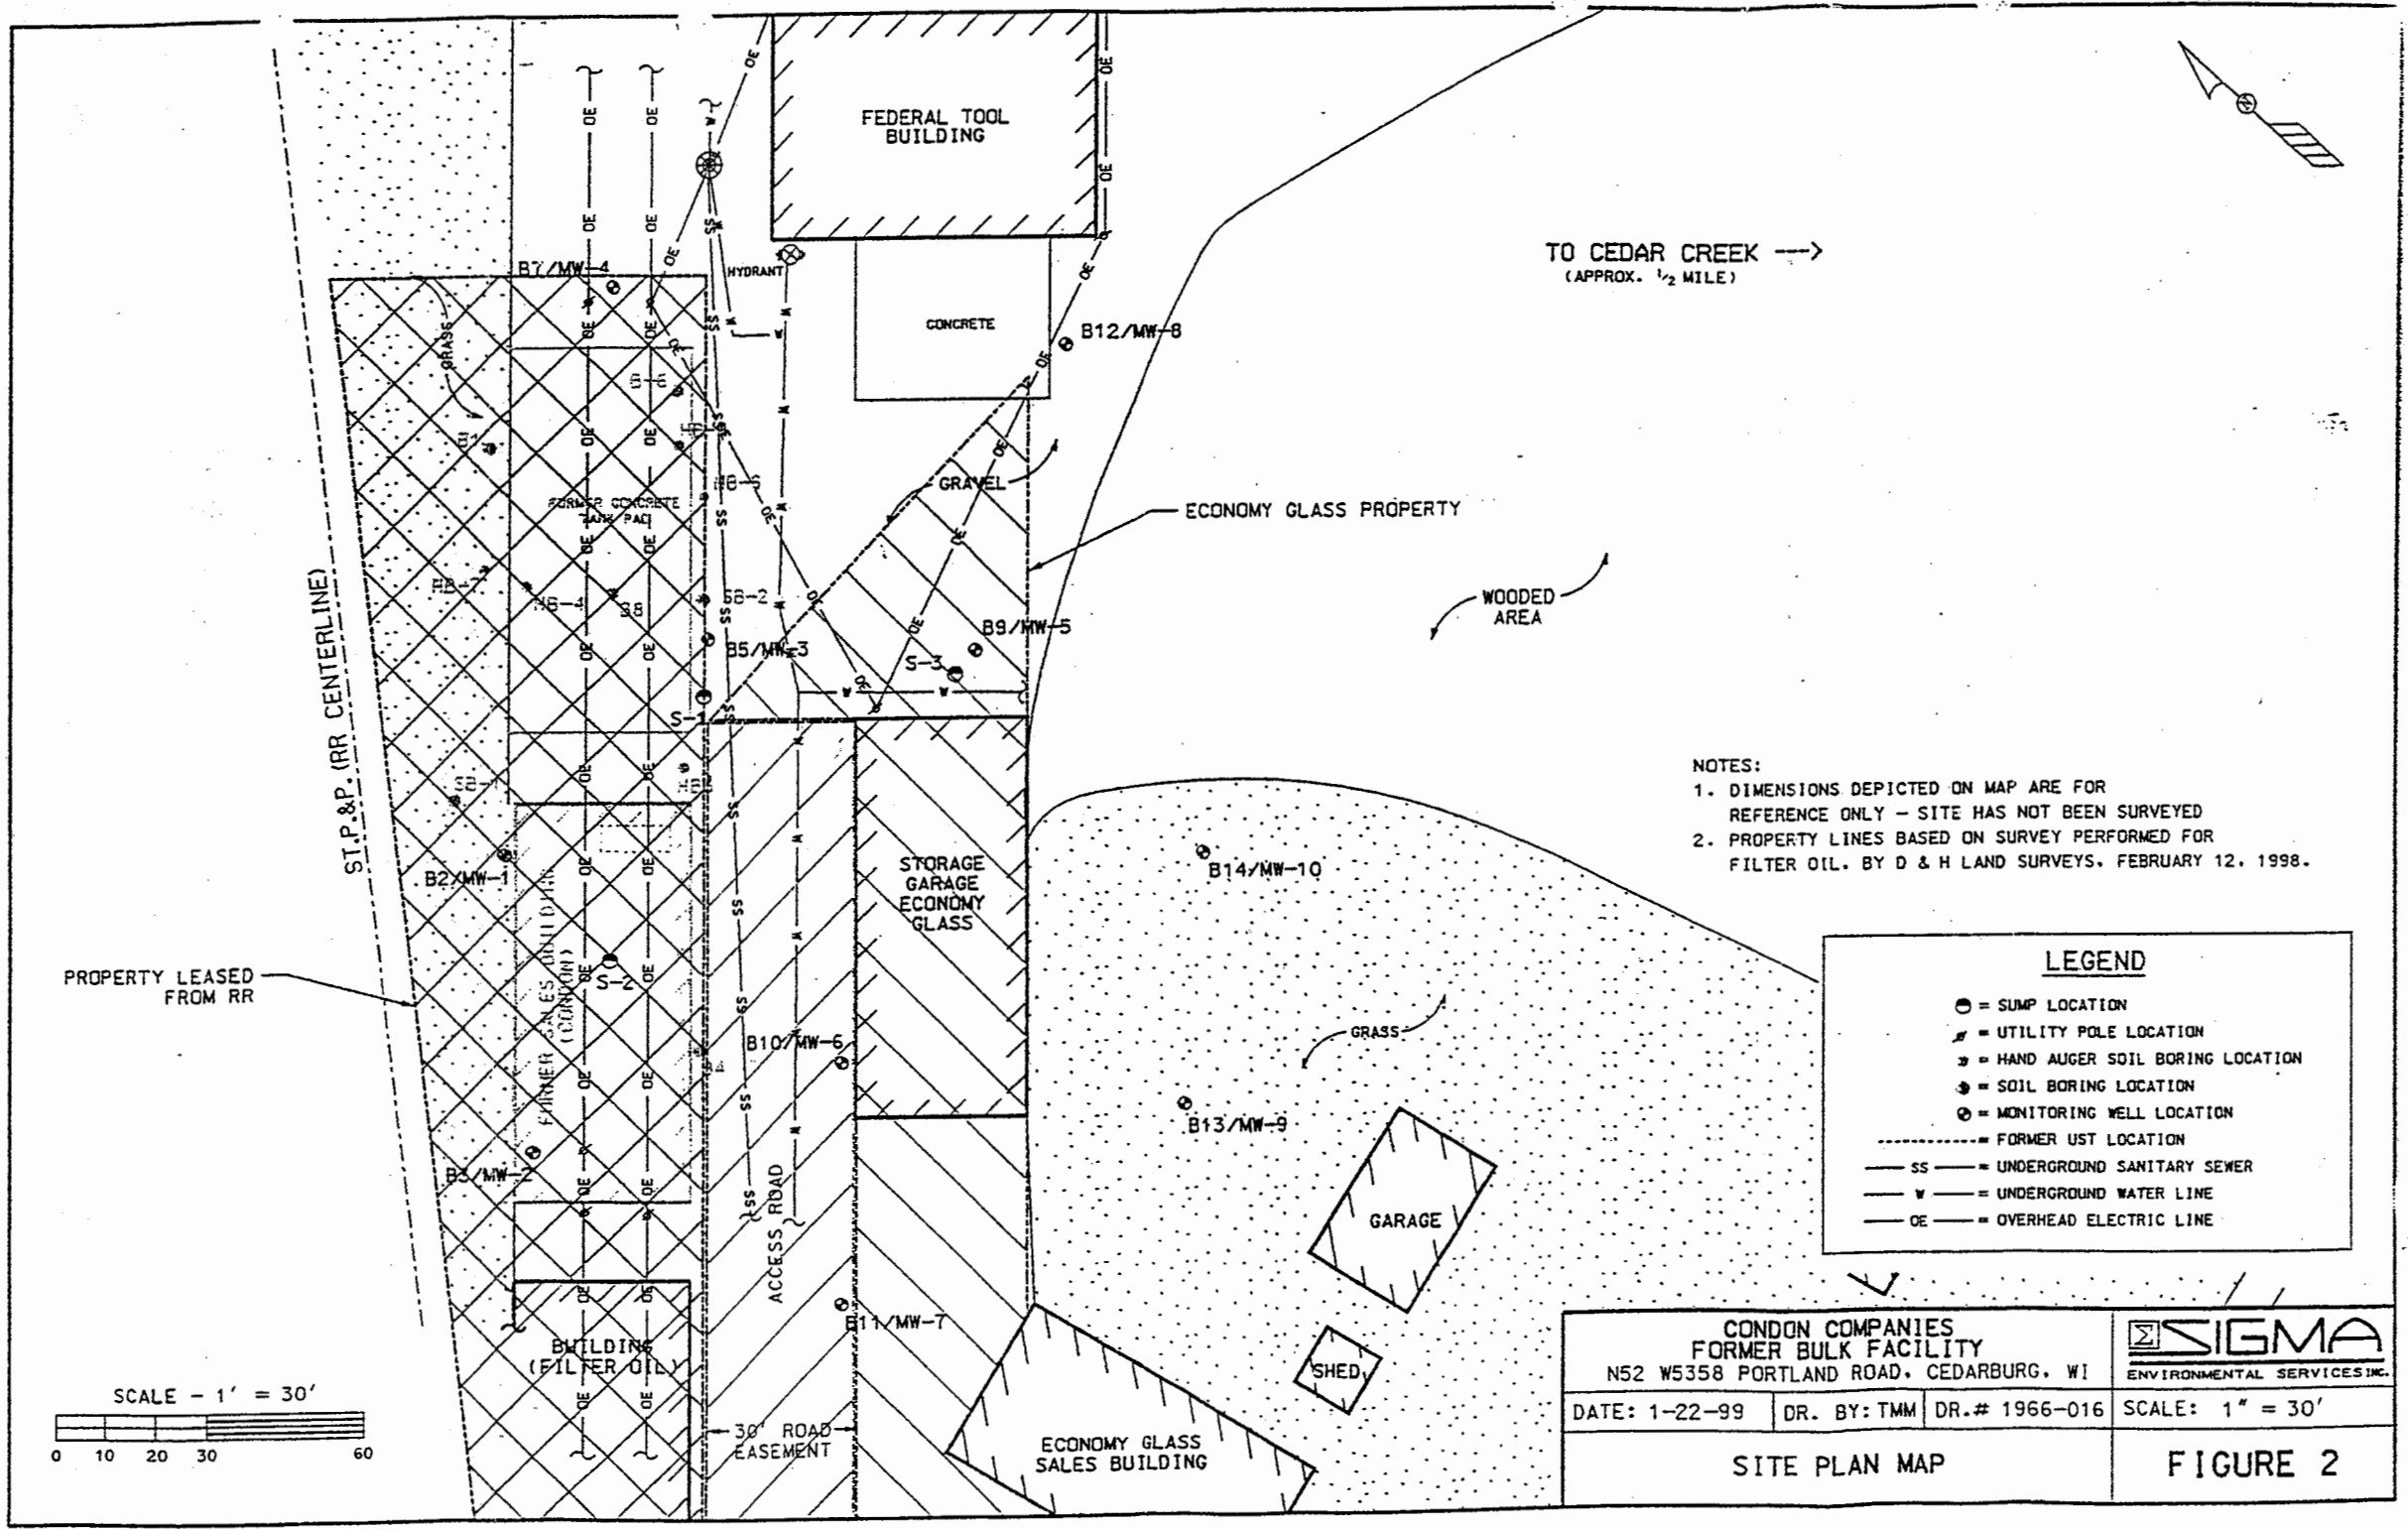 FEDERAL TOOL
BUILDING
TO CEDAR CREEK -->
(APPROX. 1/2 MILE)
B7/MW-4
HYDRANT
CONCRETE
B12/MW-8
GRASS
GRAVEL
ECONOMY GLASS PROPERTY
FORMER CONCRETE
WOODED
AREA
SB-2
B9/MW-5
B5/MW-3
S-3
S-1
ST.P.&P. (RR CENTERLINE)
NOTES:
1. DIMENSIONS DEPICTED ON MAP ARE FOR
REFERENCE ONLY - SITE HAS NOT BEEN SURVEYED
2. PROPERTY LINES BASED ON SURVEY PERFORMED FOR
FILTER OIL. BY D & H LAND SURVEYS. FEBRUARY 12. 1998.
B2/MW-1
STORAGE
GARAGE
ECONOMY
GLASS
B14/MW-10
PROPERTY LEASED
FROM RR
S-2
FORMER SALES BUILDING
(CONDON)
B10/MW-6
GRASS
B13/MW-9
B3/MW-2
ACCESS ROAD
GARAGE
LEGEND
= SUMP LOCATION
= UTILITY POLE LOCATION
= HAND AUGER SOIL BORING LOCATION
= SOIL BORING LOCATION
= MONITORING WELL LOCATION
= FORMER UST LOCATION
SS = UNDERGROUND SANITARY SEWER
W = UNDERGROUND WATER LINE
OE = OVERHEAD ELECTRIC LINE
B11/MW-7
BUILDING
(FILTER OIL)
SHED
SCALE - 1' = 30'
0 10 20 30 60
30' ROAD
EASEMENT
ECONOMY GLASS
SALES BUILDING
CONDON COMPANIES
FORMER BULK FACILITY
N52 W5358 PORTLAND ROAD. CEDARBURG. WI
SIGMA
ENVIRONMENTAL SERVICES INC.
DATE: 1-22-99 DR. BY: TMM DR.# 1966-016 SCALE: 1" = 30'
SITE PLAN MAP
FIGURE 2